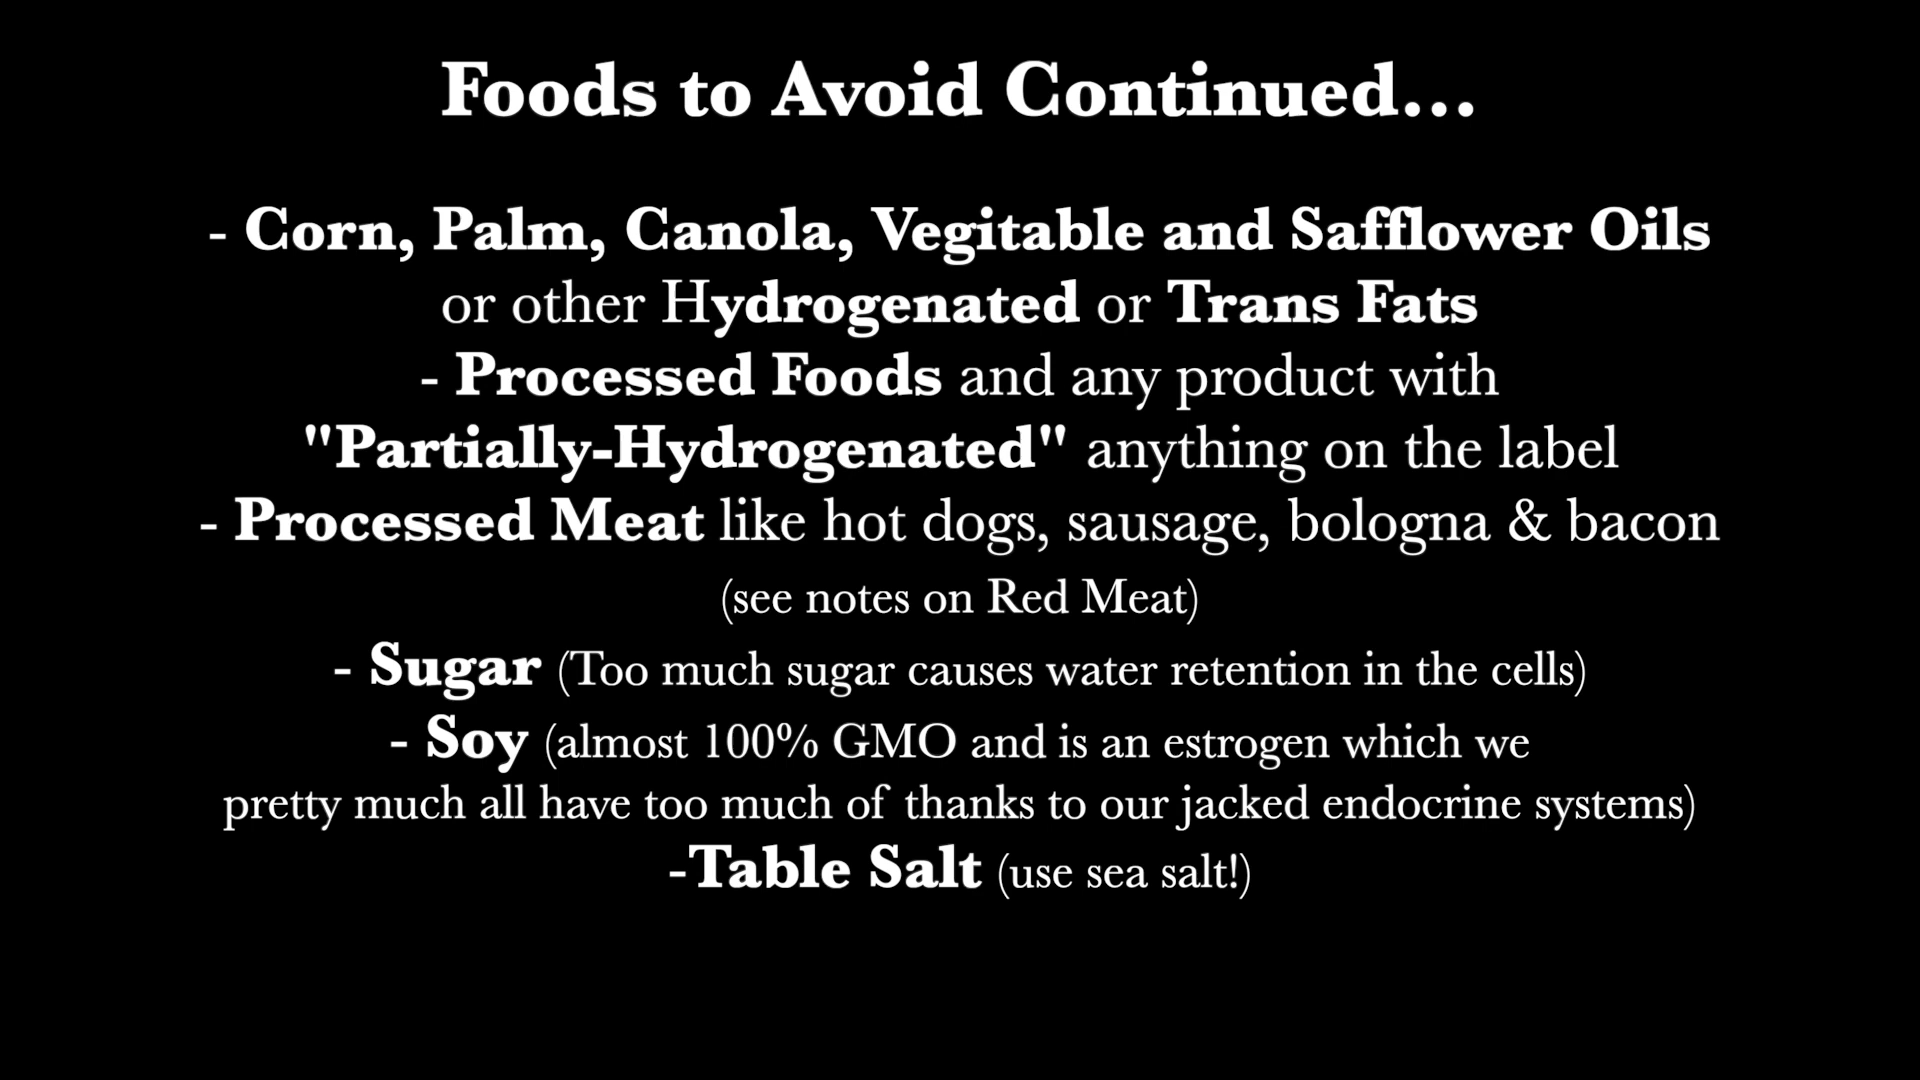 Foods to Avoid Continued...
- Corn, Palm, Canola, Vegitable and Safflower Oils
or other Hydrogenated or Trans Fats
- Processed Foods and any product with
"Partially-Hydrogenated" anything on the label
- Processed Meat like hot dogs, sausage, bologna & bacon
(see notes on Red Meat)
- Sugar (Too much sugar causes water retention in the cells)
- Soy (almost 100% GMO and is an estrogen which we
pretty much all have too much of thanks to our jacked endocrine systems)
-Table Salt (use sea salt!)